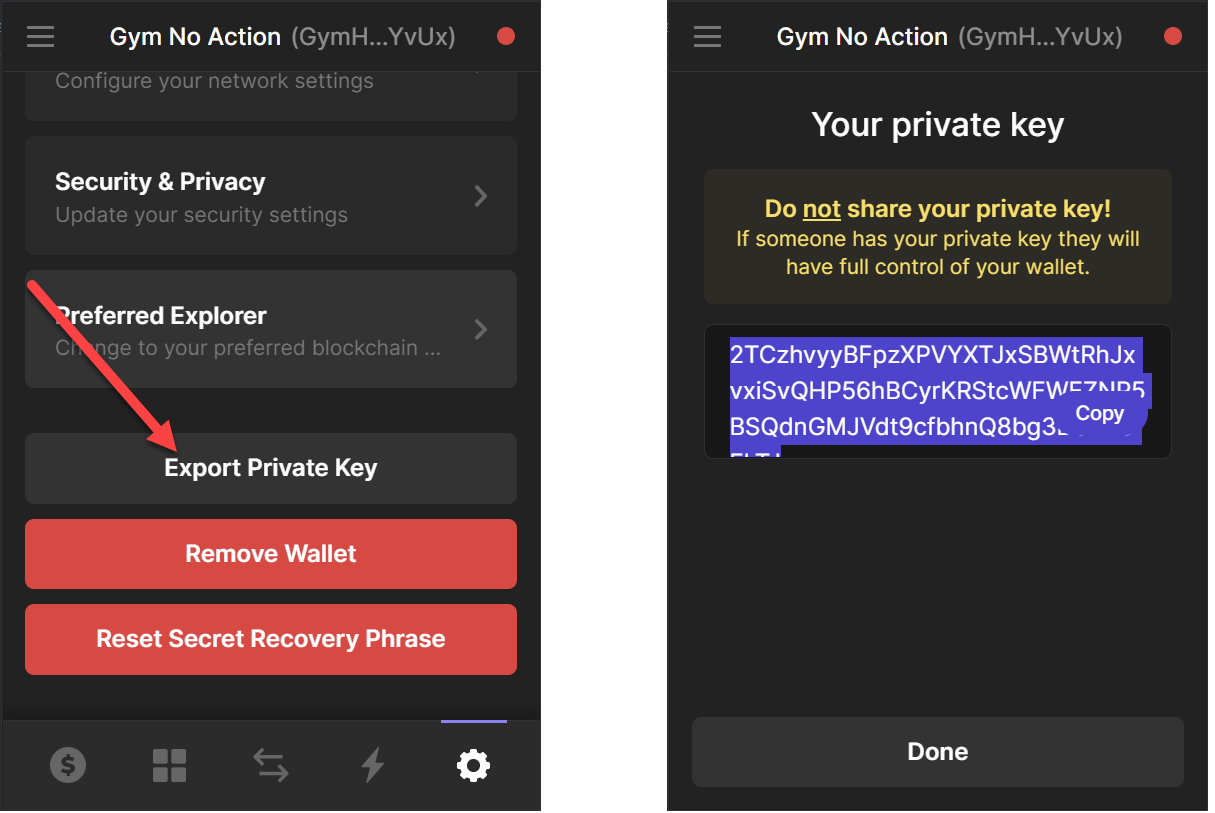 Gym No Action (GymH...YvUx)
Configure your network settings
Security & Privacy
Update your security settings
Preferred Explorer
Change to your preferred blockchain ...
Export Private Key
Remove Wallet
Reset Secret Recovery Phrase
Gym No Action (GymH...YvUx)
Your private key
Do not share your private key!
If someone has your private key they will
have full control of your wallet.
2TCzhvyyBFpzXPVYXTJxSBWtRhJx
vxiSvQHP56hBCyrKRStcWFW
BSQdnGMJVdt9cfbhnQ8bg3
Copy
Done